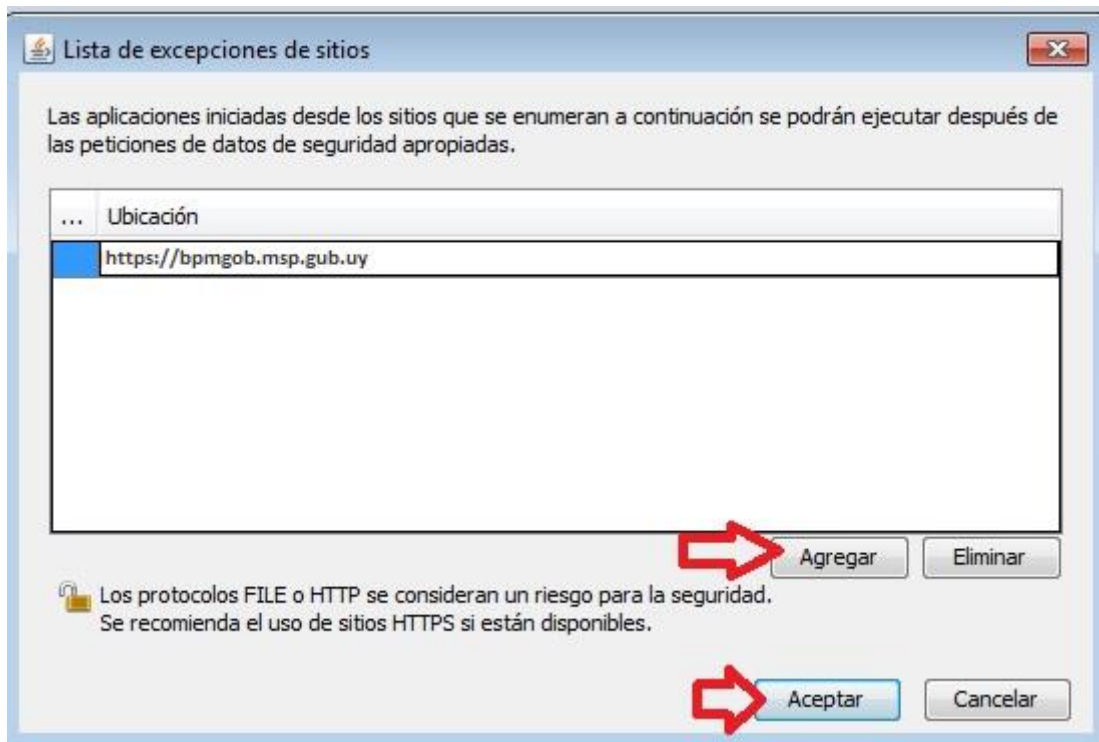 Lista de excepciones de sitios
Las aplicaciones iniciadas desde los sitios que se enumeran a continuación se podrán ejecutar después de
las peticiones de datos de seguridad apropiadas.
... Ubicación
https://bpmgob.msp.gub.uy
Agregar Eliminar
Los protocolos FILE o HTTP se consideran un riesgo para la seguridad.
Se recomienda el uso de sitios HTTPS si están disponibles.
Aceptar Cancelar